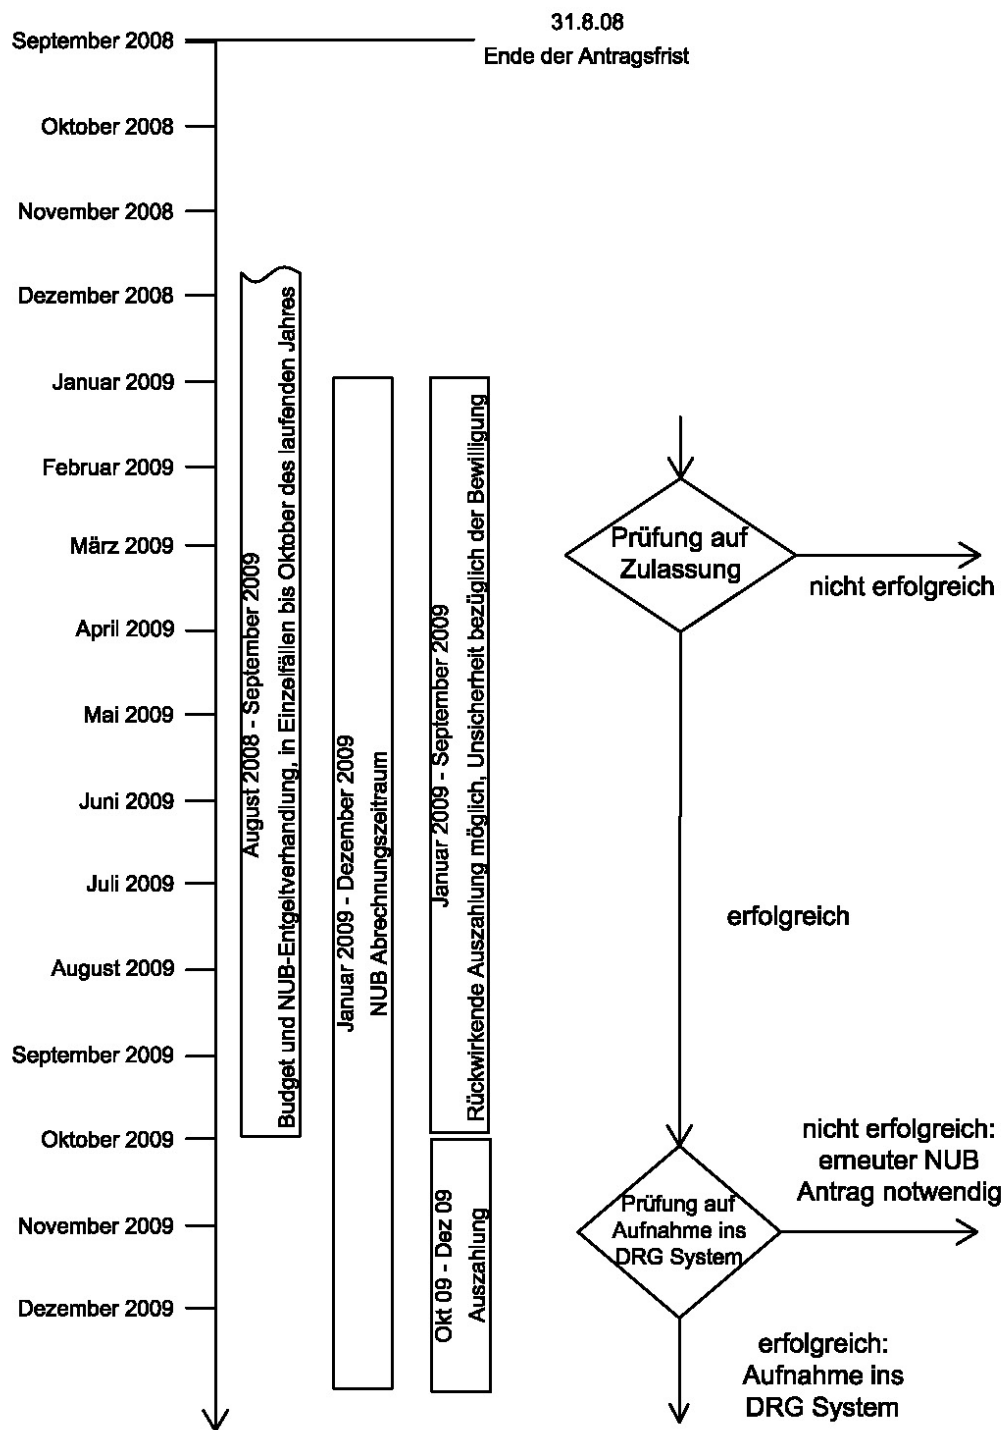 31.8.08
Ende der Antragsfrist
September 2008
Oktober 2008
November 2008
Dezember 2008
Januar 2009
Februar 2009
März 2009
April 2009
Mai 2009
Juni 2009
Juli 2009
August 2009
September 2009
Oktober 2009
November 2009
Dezember 2009
August 2008 - September 2009
Budget und NUB-Entgeltverhandlung, in Einzelfällen bis Oktober des laufenden Jahres
Januar 2009 - Dezember 2009
NUB Abrechnungszeitraum
Januar 2009 - September 2009
Rückwirkende Auszahlung möglich, Unsicherheit bezüglich der Bewilligung
Okt 09 - Dez 09
Auszahlung
Prüfung auf
Zulassung
nicht erfolgreich
erfolgreich
Prüfung auf
Aufnahme ins
DRG System
nicht erfolgreich:
erneuter NUB
Antrag notwendig
erfolgreich:
Aufnahme ins
DRG System